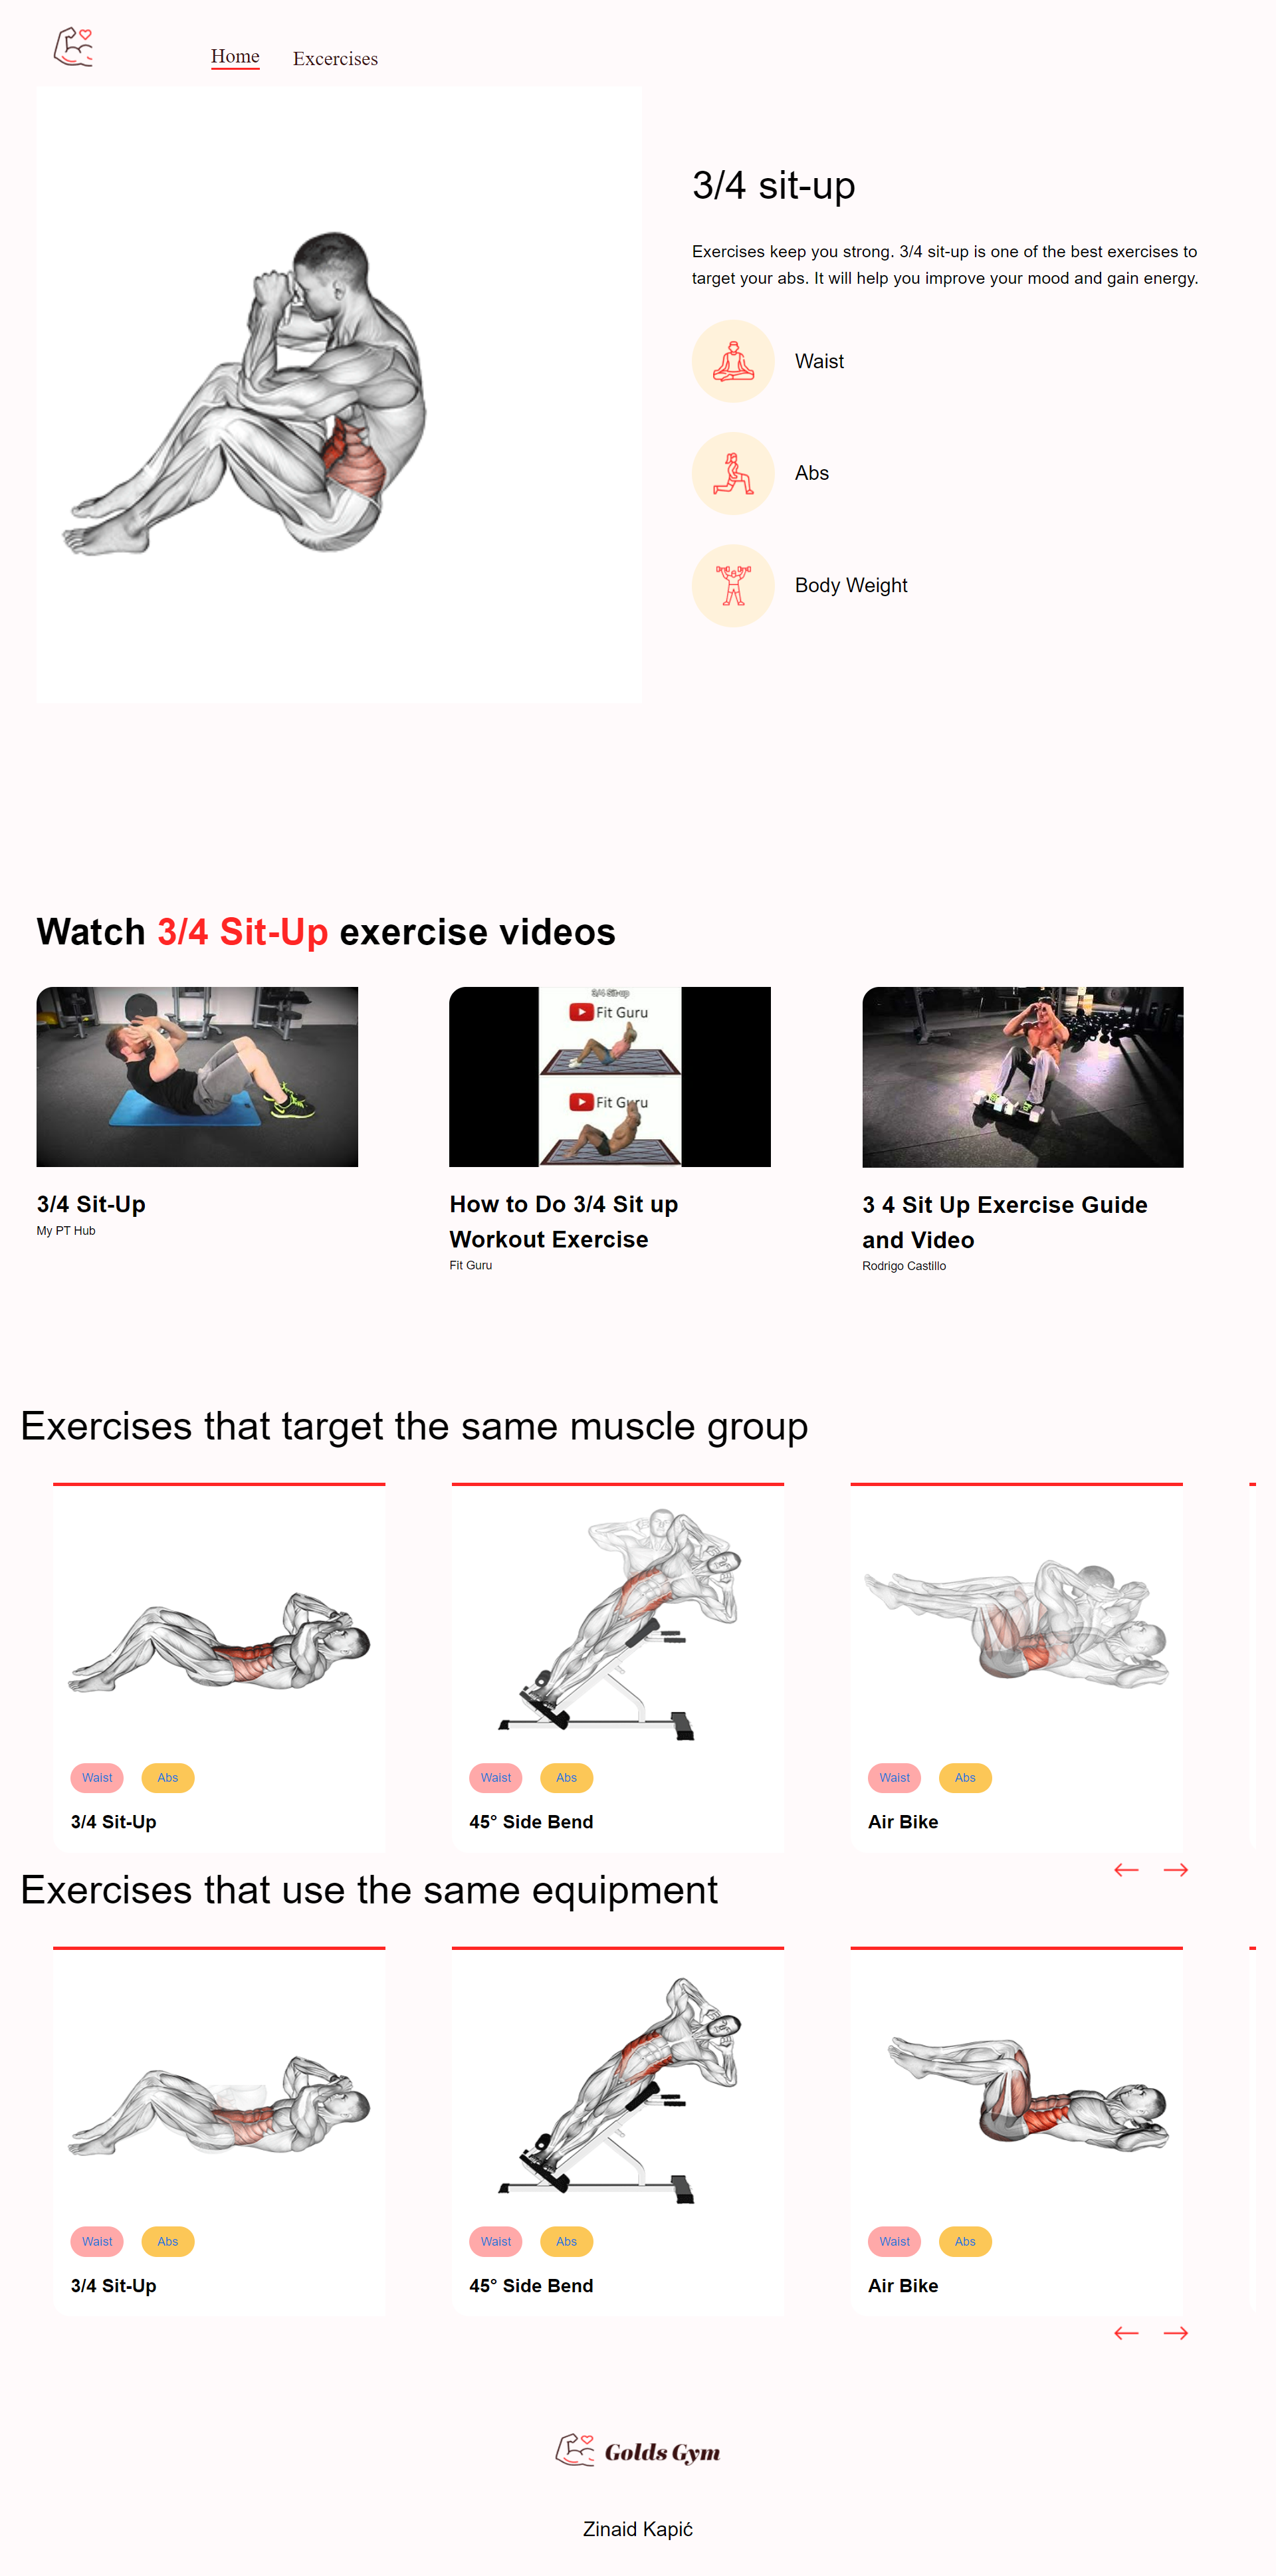 Home
Excercises
3/4 sit-up
Exercises keep you strong. 3/4 sit-up is one of the best exercises to
target your abs. It will help you improve your mood and gain energy.
Waist
Abs
Body Weight
Watch 3/4 Sit-Up exercise videos
3/4 Sit-up
Fit Guru
Fit Guru
3/4 Sit-Up
My PT Hub
How to Do 3/4 Sit up
Workout Exercise
Fit Guru
3 4 Sit Up Exercise Guide
and Video
Rodrigo Castillo
Exercises that target the same muscle group
Waist Abs
3/4 Sit-Up
Waist Abs
45° Side Bend
Waist Abs
Air Bike
Exercises that use the same equipment
Waist Abs
3/4 Sit-Up
Waist Abs
45° Side Bend
Waist Abs
Air Bike
Golds Gym
Zinaid Kapić